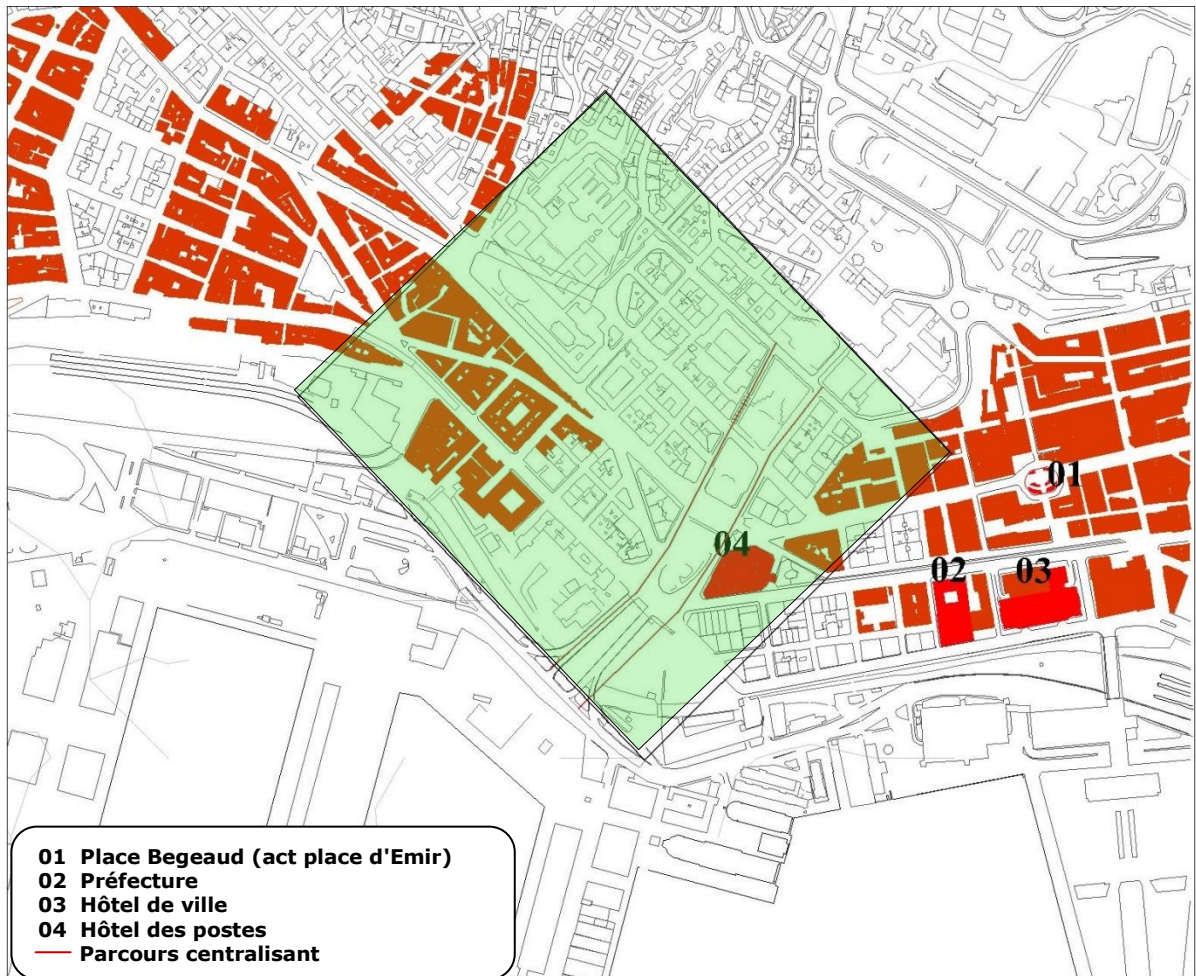 04
01
02
03
01 Place Begeaud (act place d'Emir)
02 Préfecture
03 Hôtel de ville
04 Hôtel des postes
Parcours centralisant